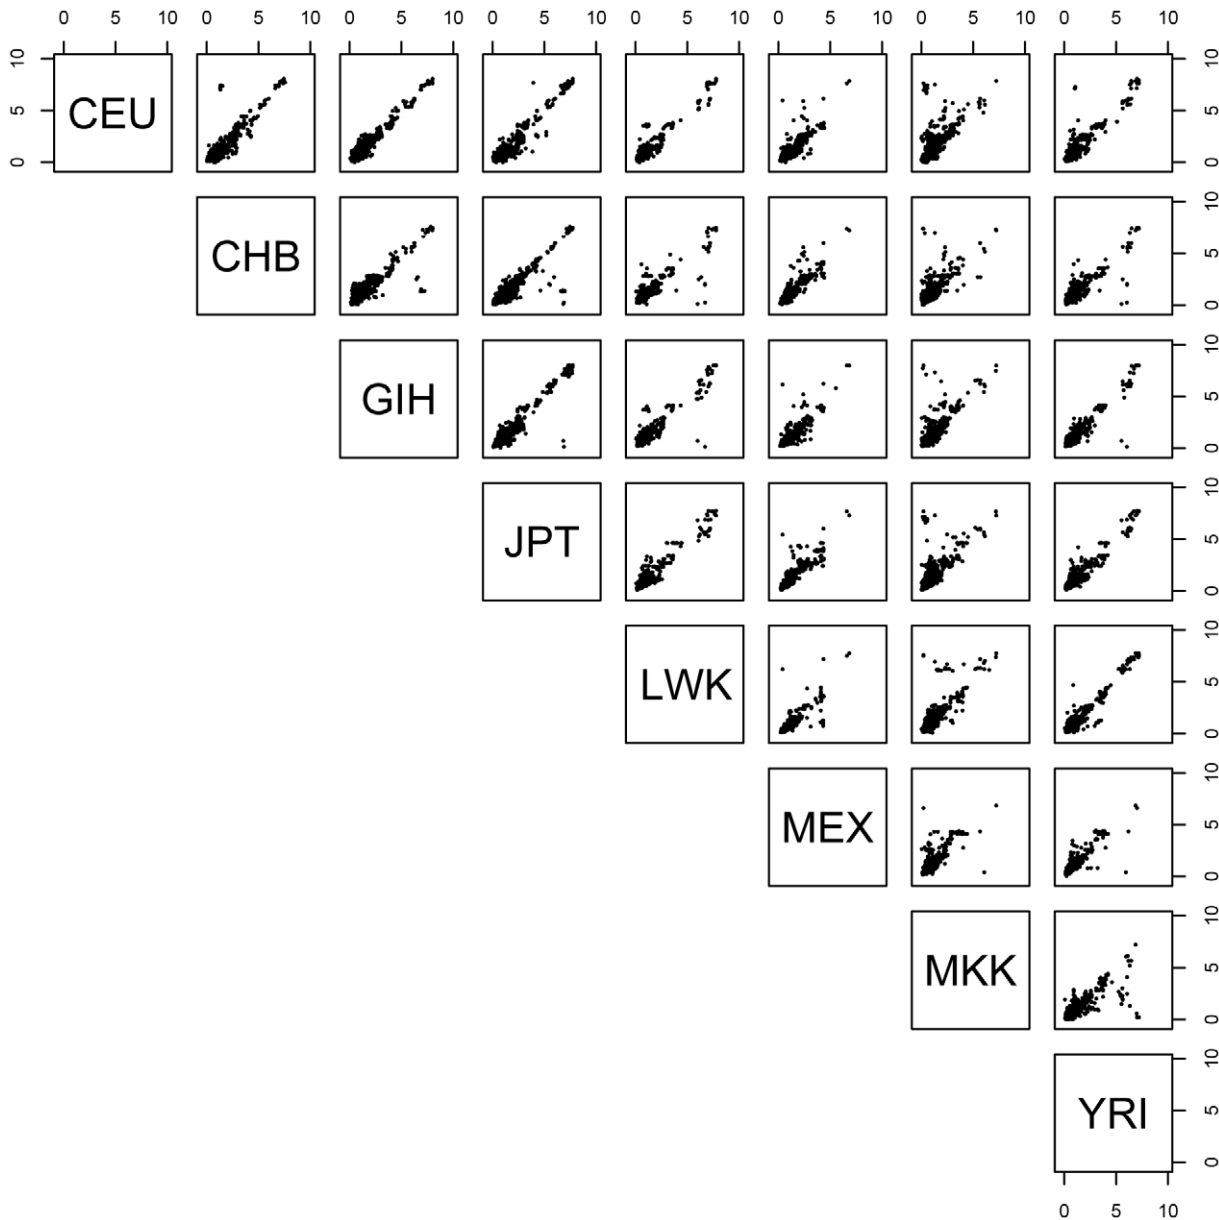 0 5 10 0 5 10 0 5 10 0 5 10 0 5 10 0 5 10 0 5 10 0 5 10
10 5 0 CEU 10 5 0
CHB 10 5 0
GIH 10 5 0
JPT 10 5 0
LWK 10 5 0
MEX 10 5 0
MKK 10 5 0
YRI 10 5 0
0 5 10